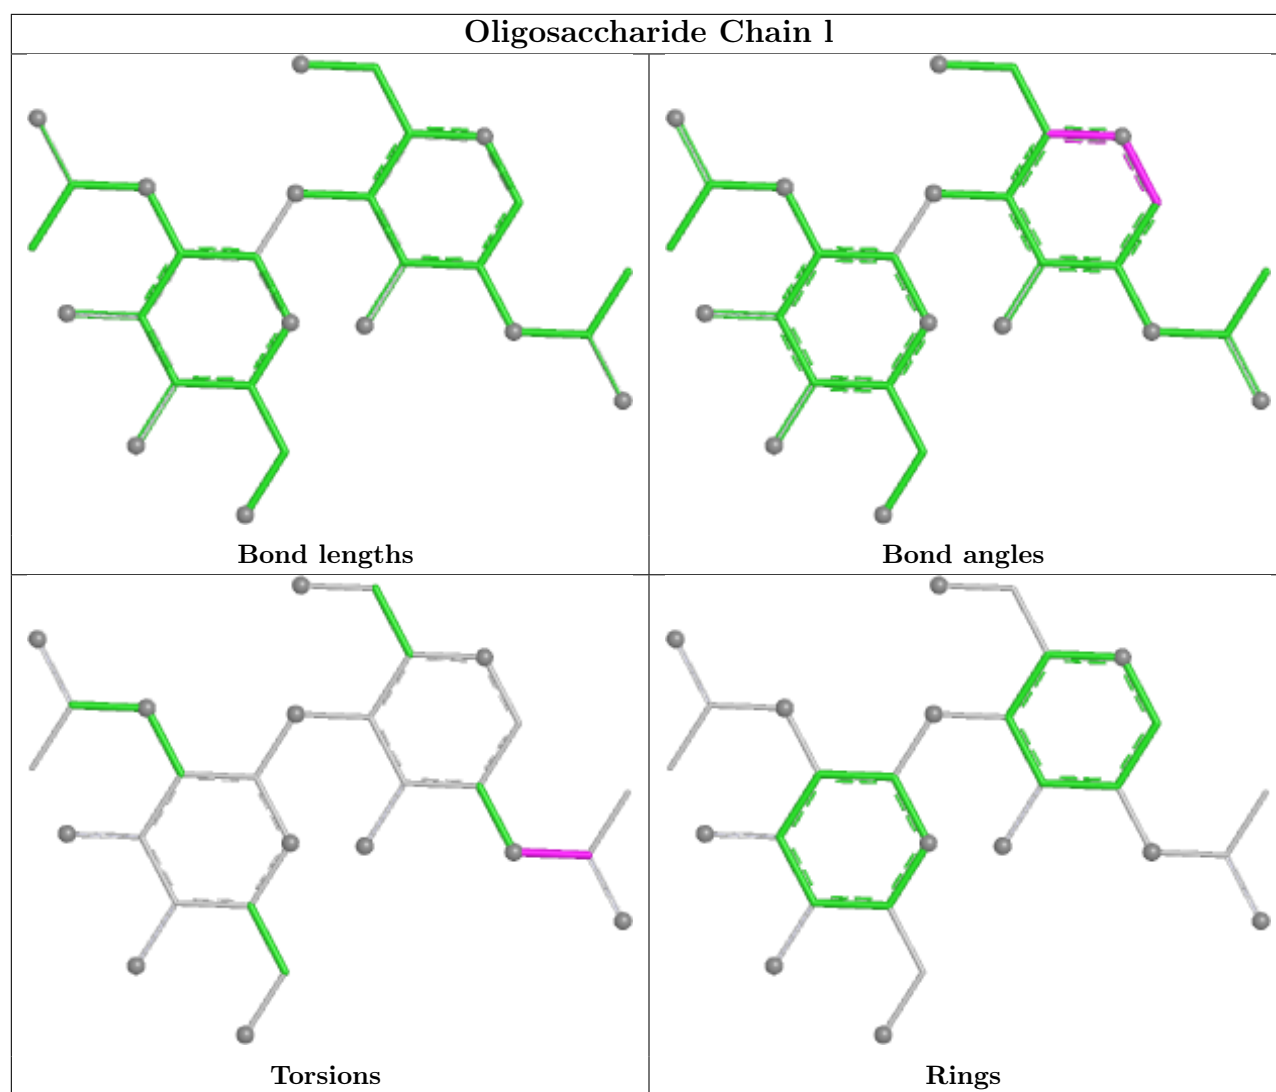 Oligosaccharide Chain l
Bond lengths
Bond angles
Torsions
Rings